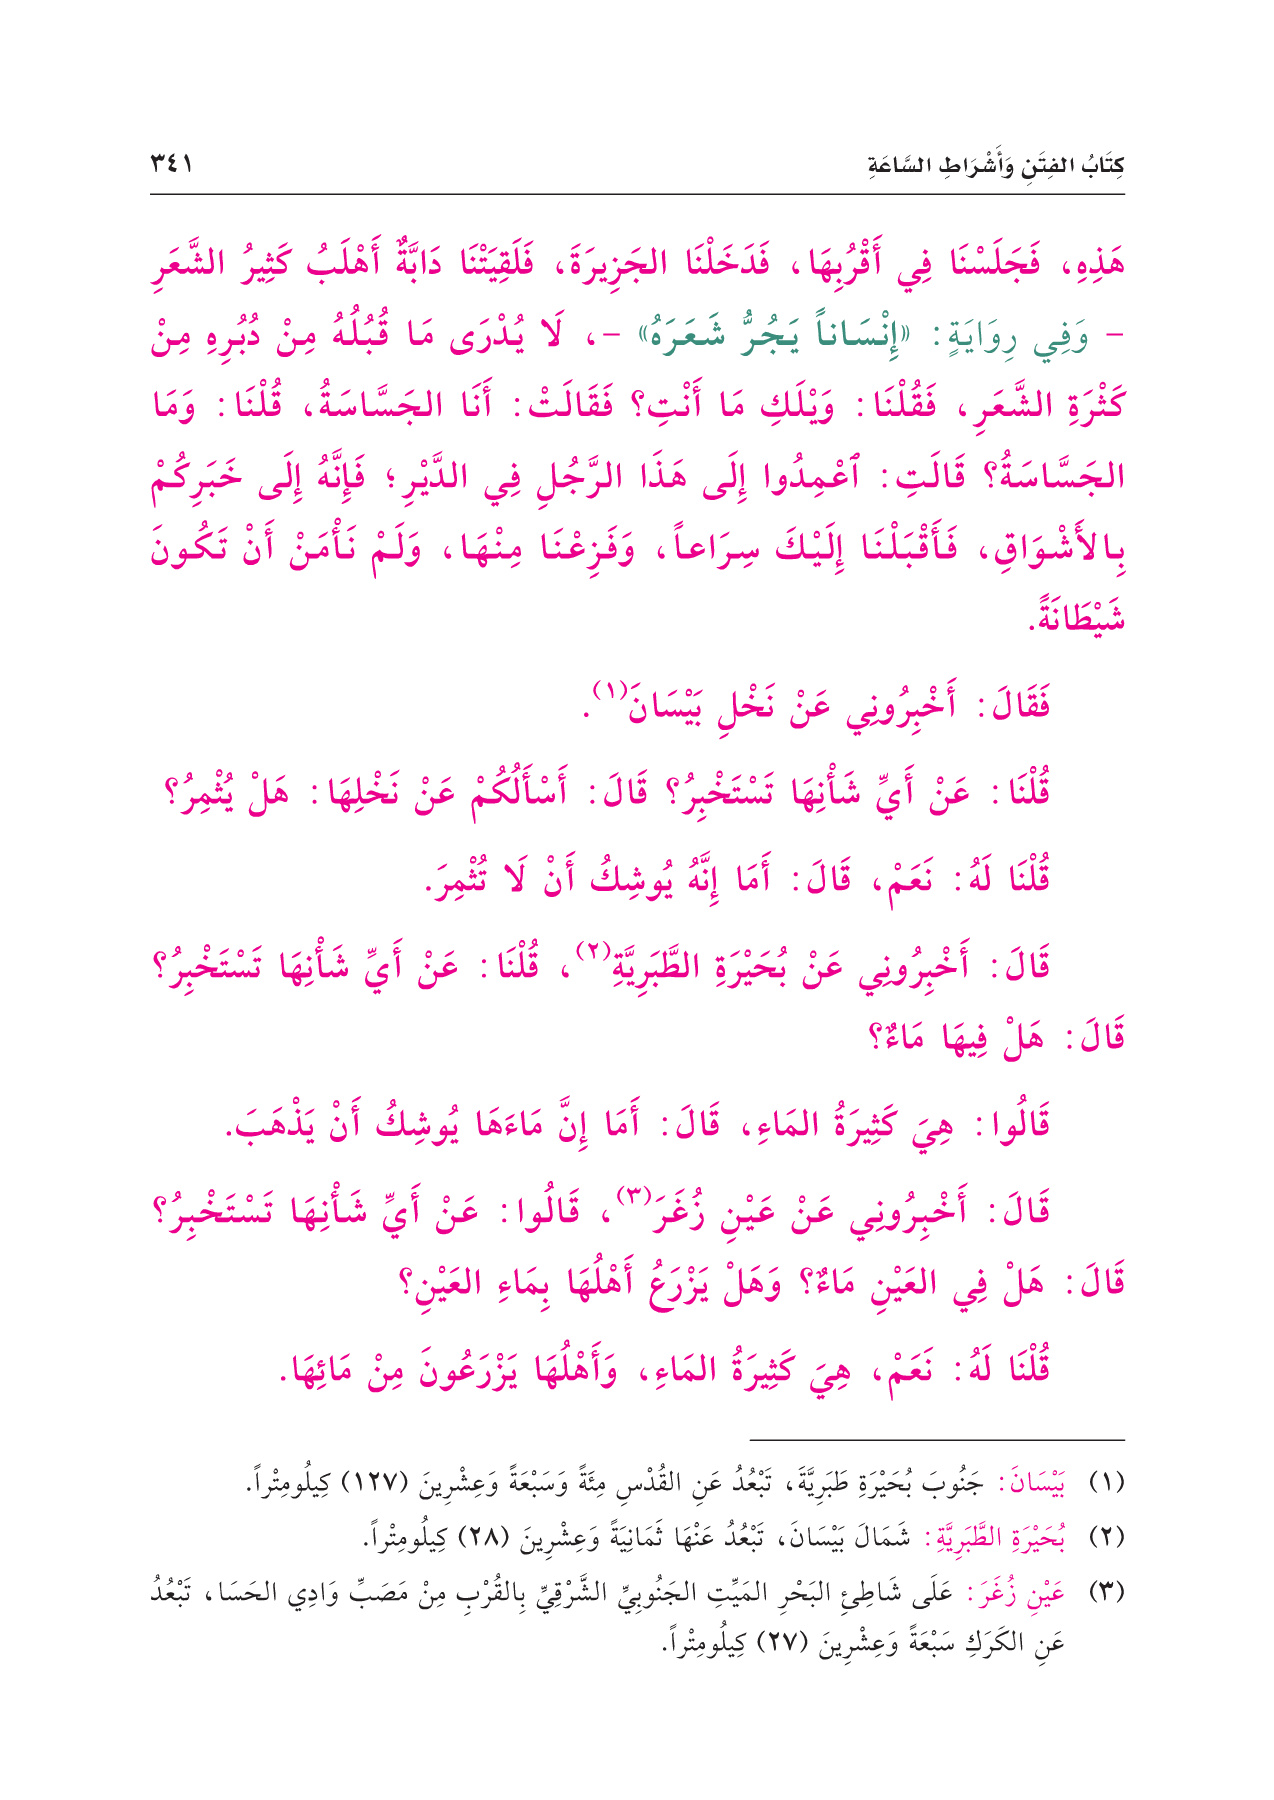 كِتَابُ الفِتَنِ وَأَشْرَاطِ السَّاعَةِ ٣٤١
هَذِهِ، فَجَلَسْنَا فِي أَقْرُبِهَا، فَدَخَلْنَا الجَزِيرَةَ، فَلَقِيَتْنَا دَابَّةٌ أَهْلَبُ كَثِيرُ الشَّعَرِ
- وَفِي رِوَايَةٍ: «إِنْسَاناً يَجُرُّ شَعَرَهُ» -، لَا يُدْرَى مَا قُبُلُهُ مِنْ دُبُرِهِ مِنْ
كَثْرَةِ الشَّعَرِ، فَقُلْنَا: وَيْلَكِ مَا أَنْتِ؟ فَقَالَتْ: أَنَا الجَسَّاسَةُ، قُلْنَا: وَمَا
الجَسَّاسَةُ؟ قَالَتِ: ٱعْمِدُوا إِلَى هَذَا الرَّجُلِ فِي الدَّيْرِ؛ فَإِنَّهُ إِلَى خَبَرِكُمْ
بِالأَشْوَاقِ، فَأَقْبَلْنَا إِلَيْكَ سِرَاعاً، وَفَزِعْنَا مِنْهَا، وَلَمْ نَأْمَنْ أَنْ تَكُونَ
شَيْطَانَةً.
فَقَالَ: أَخْبِرُونِي عَنْ نَخْلِ بَيْسَانَ(١).
قُلْنَا: عَنْ أَيِّ شَأْنِهَا تَسْتَخْبِرُ؟ قَالَ: أَسْأَلُكُمْ عَنْ نَخْلِهَا: هَلْ يُثْمِرُ؟
قُلْنَا لَهُ: نَعَمْ، قَالَ: أَمَا إِنَّهُ يُوشِكُ أَنْ لَا تُثْمِرَ.
قَالَ: أَخْبِرُونِي عَنْ بُحَيْرَةِ الطَّبَرِيَّةِ(٢)، قُلْنَا: عَنْ أَيِّ شَأْنِهَا تَسْتَخْبِرُ؟
قَالَ: هَلْ فِيهَا مَاءٌ؟
قَالُوا: هِيَ كَثِيرَةُ المَاءِ، قَالَ: أَمَا إِنَّ مَاءَهَا يُوشِكُ أَنْ يَذْهَبَ.
قَالَ: أَخْبِرُونِي عَنْ عَيْنِ زُغَرَ(٣)، قَالُوا: عَنْ أَيِّ شَأْنِهَا تَسْتَخْبِرُ؟
قَالَ: هَلْ فِي العَيْنِ مَاءٌ؟ وَهَلْ يَزْرَعُ أَهْلُهَا بِمَاءِ العَيْنِ؟
قُلْنَا لَهُ: نَعَمْ، هِيَ كَثِيرَةُ المَاءِ، وَأَهْلُهَا يَزْرَعُونَ مِنْ مَائِهَا.
(١) بَيْسَانَ: جَنُوبَ بُحَيْرَةِ طَبَرِيَّةَ، تَبْعُدُ عَنِ القُدْسِ مِئَةً وَسَبْعَةً وَعِشْرِينَ (١٢٧) كِيلُومِتْراً.
(٢) بُحَيْرَةِ الطَّبَرِيَّةِ: شَمَالَ بَيْسَانَ، تَبْعُدُ عَنْهَا ثَمَانِيَةً وَعِشْرِينَ (٢٨) كِيلُومِتْراً.
(٣) عَيْنِ زُغَرَ: عَلَى شَاطِئِ البَحْرِ المَيِّتِ الجَنُوبِيِّ الشَّرْقِيِّ بِالقُرْبِ مِنْ مَصَبِّ وَادِي الحَسَا، تَبْعُدُ
عَنِ الكَرَكِ سَبْعَةً وَعِشْرِينَ (٢٧) كِيلُومِتْراً.